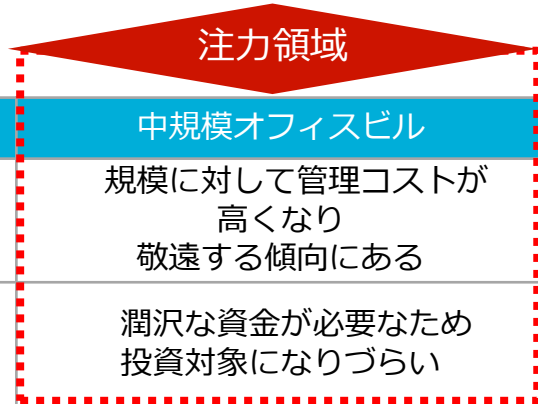 注力領域
中規模オフィスビル
規模に対して管理コストが
高くなり
敬遠する傾向にある
潤沢な資金が必要なため
投資対象になりづらい